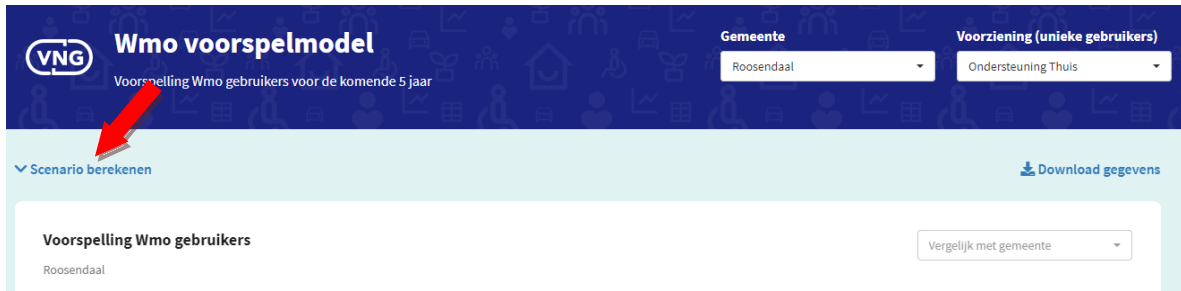 VNG
Wmo voorspelmodel
Voorspelling Wmo gebruikers voor de komende 5 jaar
Gemeente
Roosendaal
Voorziening (unieke gebruikers)
Ondersteuning Thuis
Scenario berekenen
Download gegevens
Voorspelling Wmo gebruikers
Roosendaal
Vergelijk met gemeente